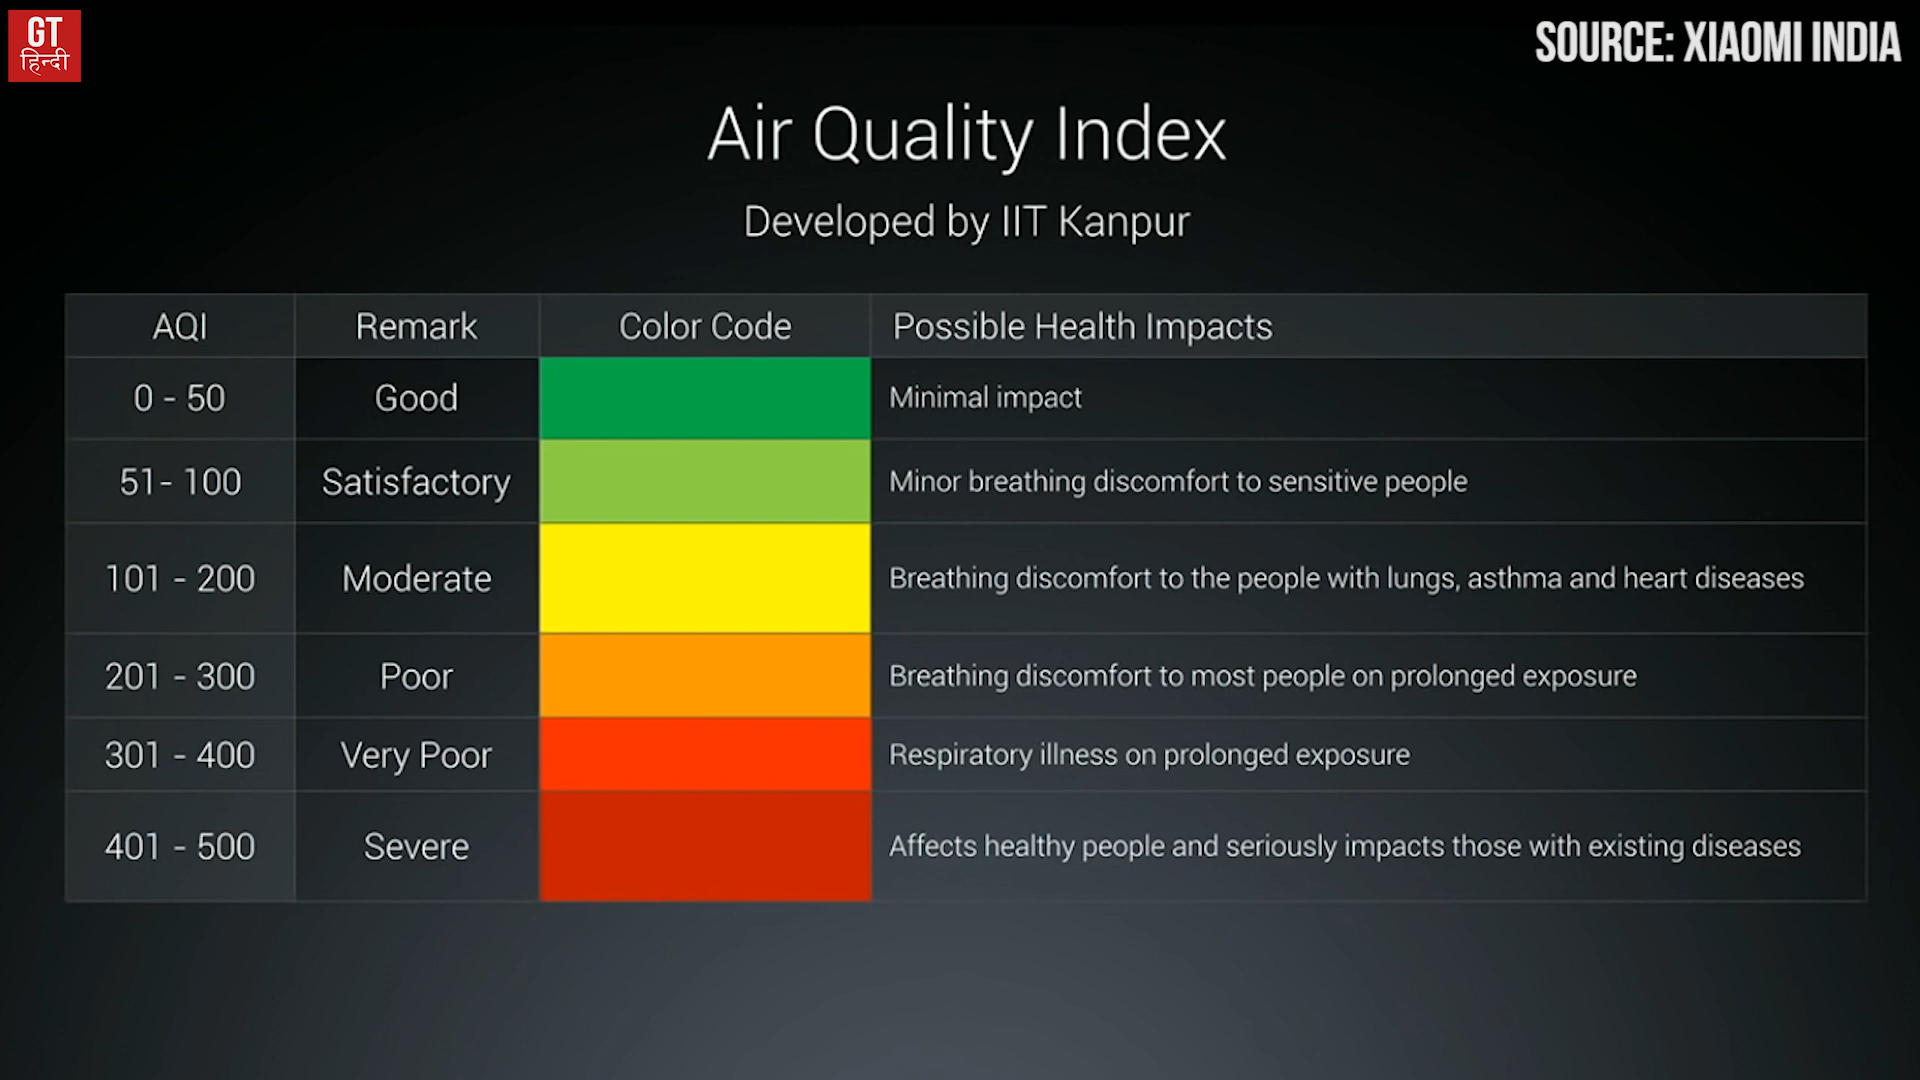 GT
हिन्दी
SOURCE: XIAOMI INDIA
Air Quality Index
Developed by IIT Kanpur
AQI Remark Color Code Possible Health Impacts
0 - 50 Good Minimal impact
51- 100 Satisfactory Minor breathing discomfort to sensitive people
101 - 200 Moderate Breathing discomfort to the people with lungs, asthma and heart diseases
201 - 300 Poor Breathing discomfort to most people on prolonged exposure
301 - 400 Very Poor Respiratory illness on prolonged exposure
401 - 500 Severe Affects healthy people and seriously impacts those with existing diseases